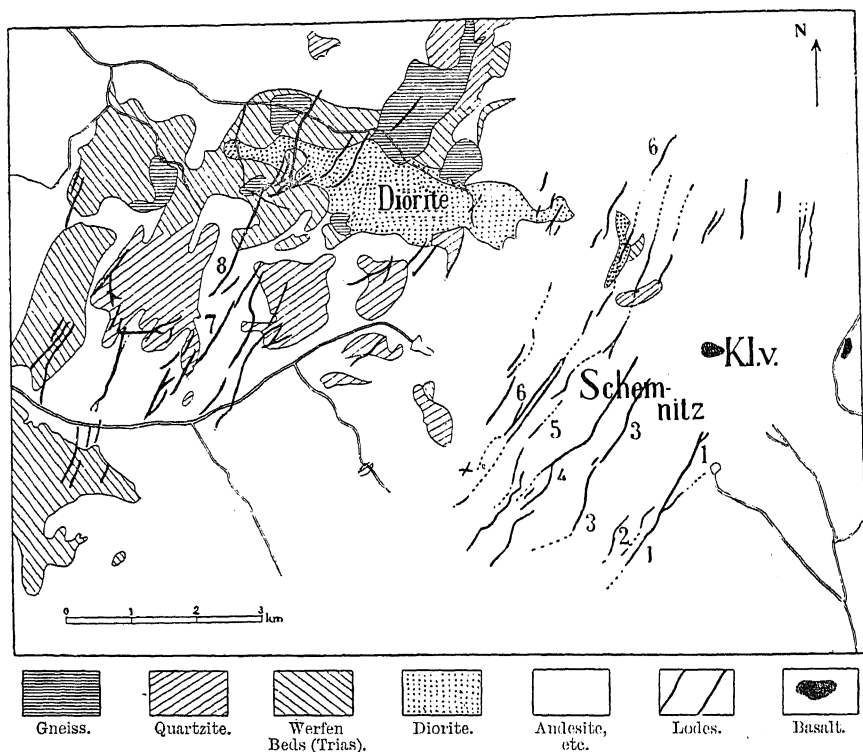 N
6
Diorite
8
7
Kl.v.
Schem-
nitz
6
5
3
1
4
3
2
1
0 1 2 3
km
Gneiss. Quartzite. Werfen Beds (Trias). Diorite. Andesite, etc. Lodes. Basalt.